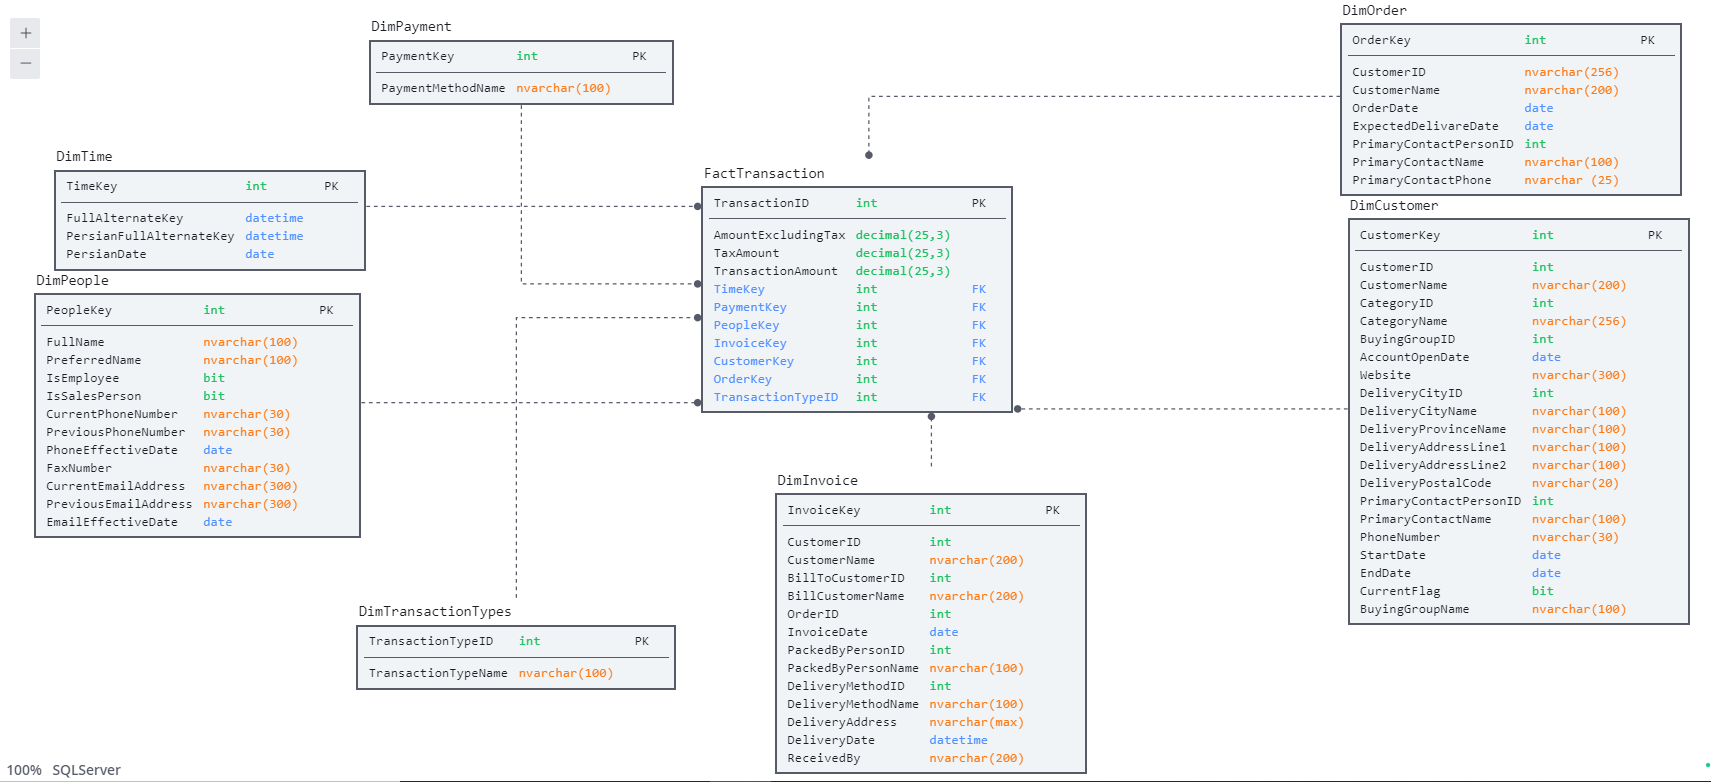 +
−
DimPayment
PaymentKey int PK
PaymentMethodName nvarchar(100)
DimTime
TimeKey int PK
FullAlternateKey datetime
PersianFullAlternateKey datetime
PersianDate date
DimPeople
PeopleKey int PK
FullName nvarchar(100)
PreferredName nvarchar(100)
IsEmployee bit
IsSalesPerson bit
CurrentPhoneNumber nvarchar(30)
PreviousPhoneNumber nvarchar(30)
PhoneEffectiveDate date
FaxNumber nvarchar(30)
CurrentEmailAddress nvarchar(300)
PreviousEmailAddress nvarchar(300)
EmailEffectiveDate date
DimTransactionTypes
TransactionTypeID int PK
TransactionTypeName nvarchar(100)
FactTransaction
TransactionID int PK
AmountExcludingTax decimal(25,3)
TaxAmount decimal(25,3)
TransactionAmount decimal(25,3)
TimeKey int FK
PaymentKey int FK
PeopleKey int FK
InvoiceKey int FK
CustomerKey int FK
OrderKey int FK
TransactionTypeID int FK
DimInvoice
InvoiceKey int PK
CustomerID int
CustomerName nvarchar(200)
BillToCustomerID int
BillCustomerName nvarchar(200)
OrderID int
InvoiceDate date
PackedByPersonID int
PackedByPersonName nvarchar(100)
DeliveryMethodID int
DeliveryMethodName nvarchar(100)
DeliveryAddress nvarchar(max)
DeliveryDate datetime
ReceivedBy nvarchar(200)
DimOrder
OrderKey int PK
CustomerID nvarchar(256)
CustomerName nvarchar(200)
OrderDate date
ExpectedDelivareDate date
PrimaryContactPersonID int
PrimaryContactName nvarchar(100)
PrimaryContactPhone nvarchar (25)
DimCustomer
CustomerKey int PK
CustomerID int
CustomerName nvarchar(200)
CategoryID int
CategoryName nvarchar(256)
BuyingGroupID int
AccountOpenDate date
Website nvarchar(300)
DeliveryCityID int
DeliveryCityName nvarchar(100)
DeliveryProvinceName nvarchar(100)
DeliveryAddressLine1 nvarchar(100)
DeliveryAddressLine2 nvarchar(100)
DeliveryPostalCode nvarchar(20)
PrimaryContactPersonID int
PrimaryContactName nvarchar(100)
PhoneNumber nvarchar(30)
StartDate date
EndDate date
CurrentFlag bit
BuyingGroupName nvarchar(100)
100% SQLServer